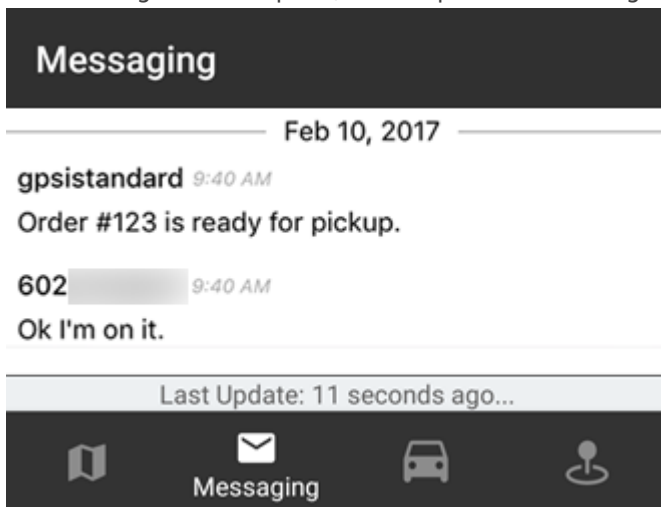 Messaging
Feb 10, 2017
gpsistandard 9:40 AM
Order #123 is ready for pickup.
602 9:40 AM
Ok I'm on it.
Last Update: 11 seconds ago...
Messaging